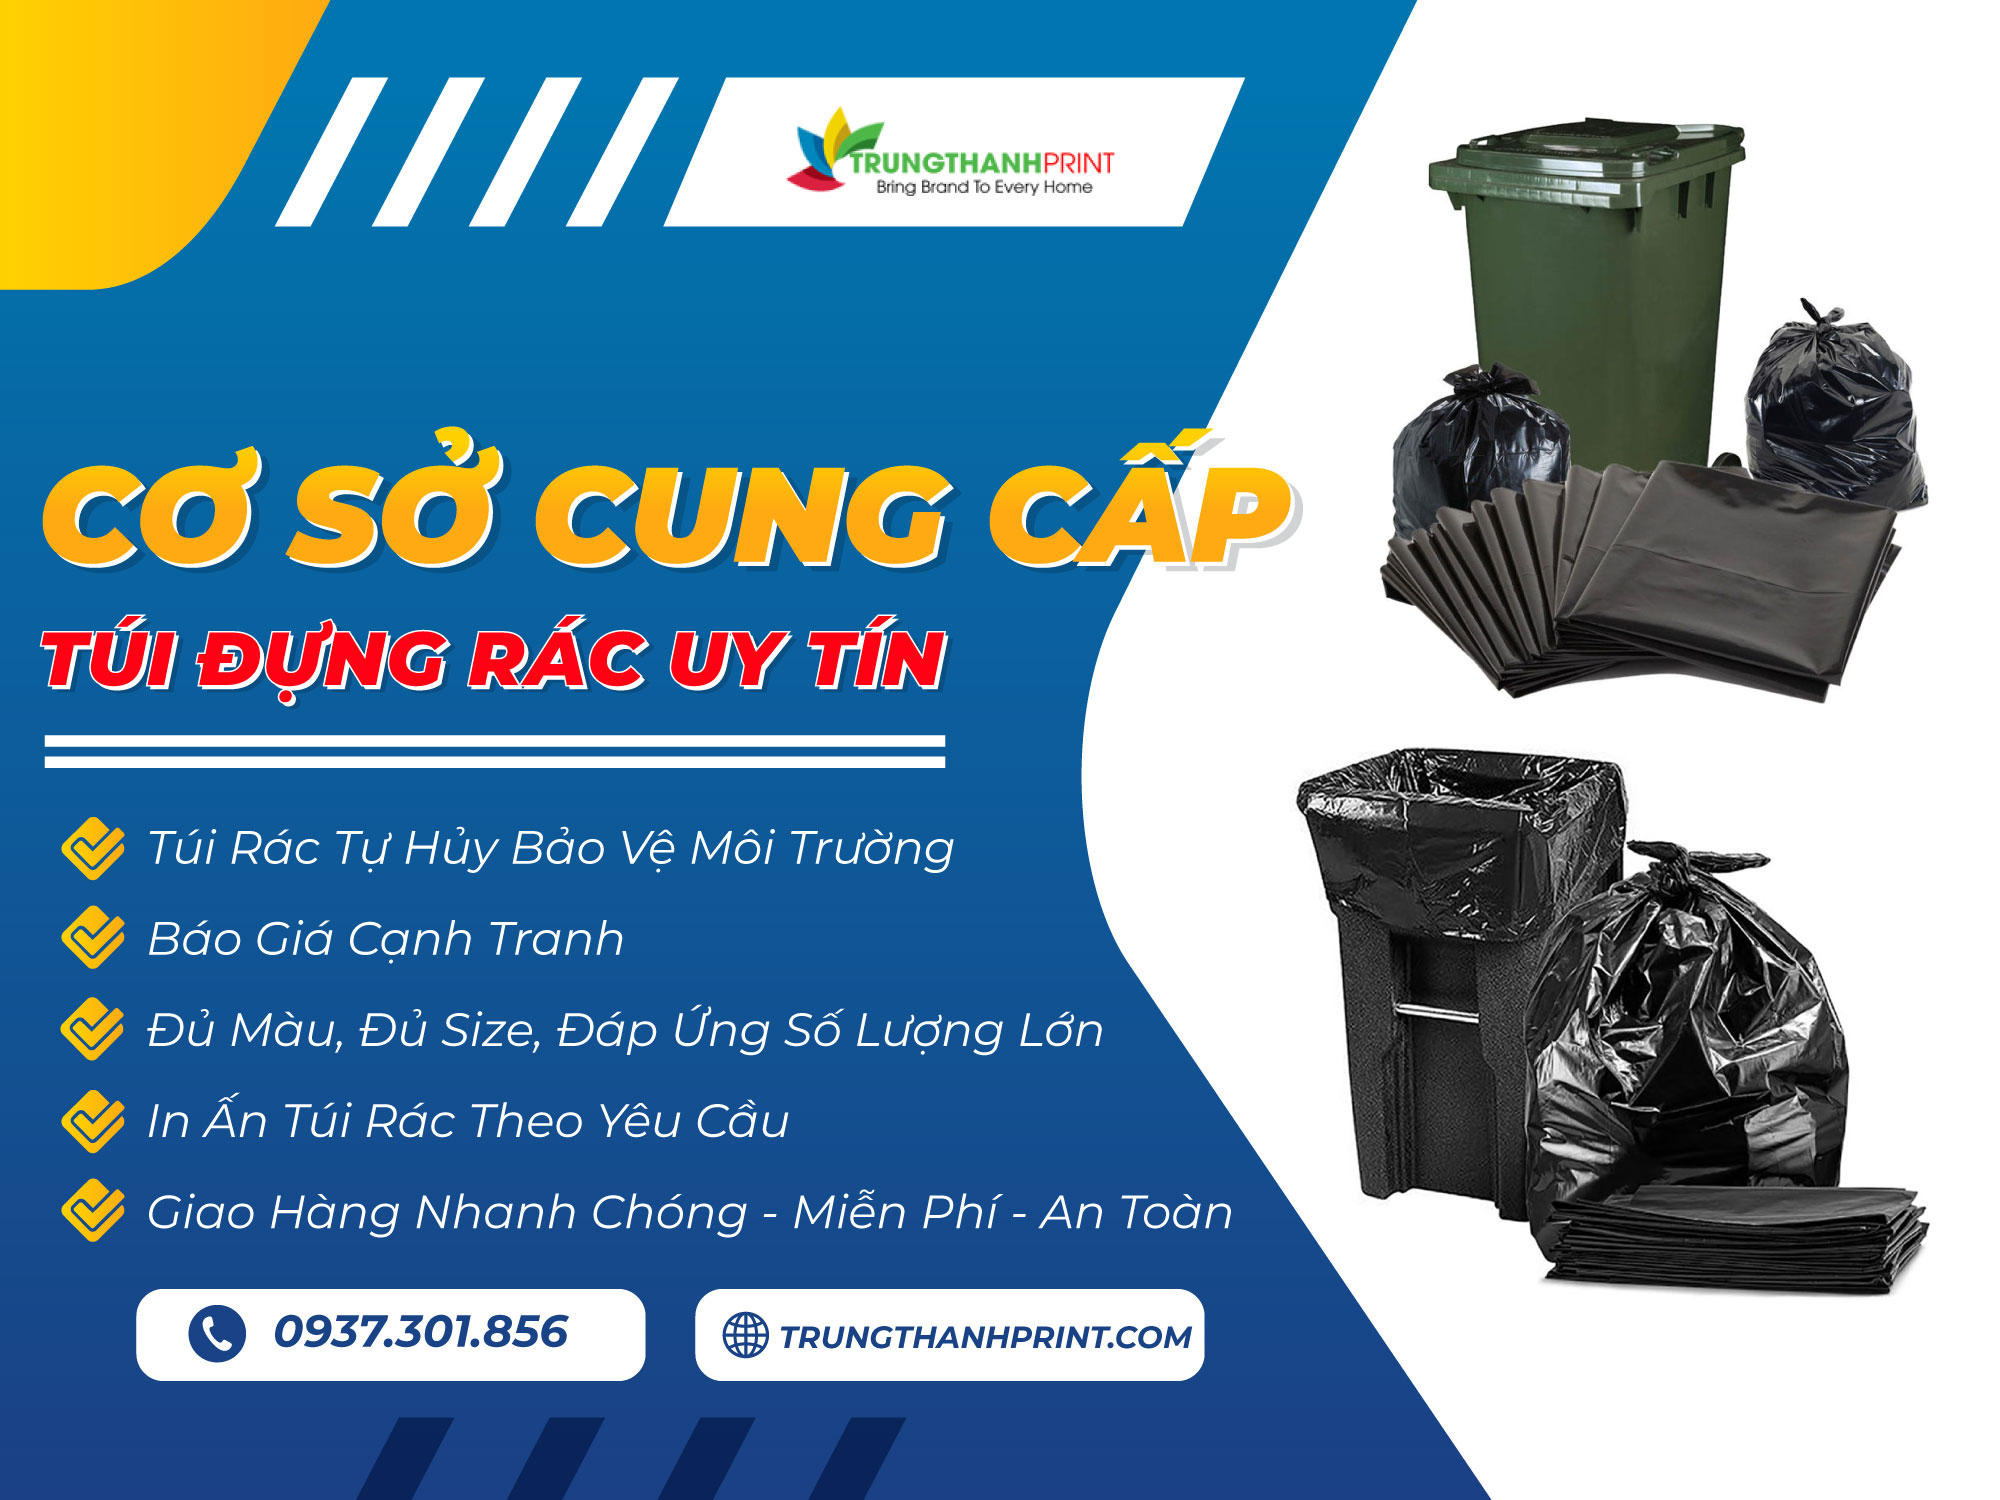 TRUNGTHANHPRINT
Bring Brand To Every Home
CƠ SỞ CUNG CẤP
TÚI ĐỰNG RÁC UY TÍN
Túi Rác Tự Hủy Bảo Vệ Môi Trường
Báo Giá Cạnh Tranh
Đủ Màu, Đủ Size, Đáp Ứng Số Lượng Lớn
In Ấn Túi Rác Theo Yêu Cầu
Giao Hàng Nhanh Chóng - Miễn Phí - An Toàn
0937.301.856
TRUNGTHANHPRINT.COM